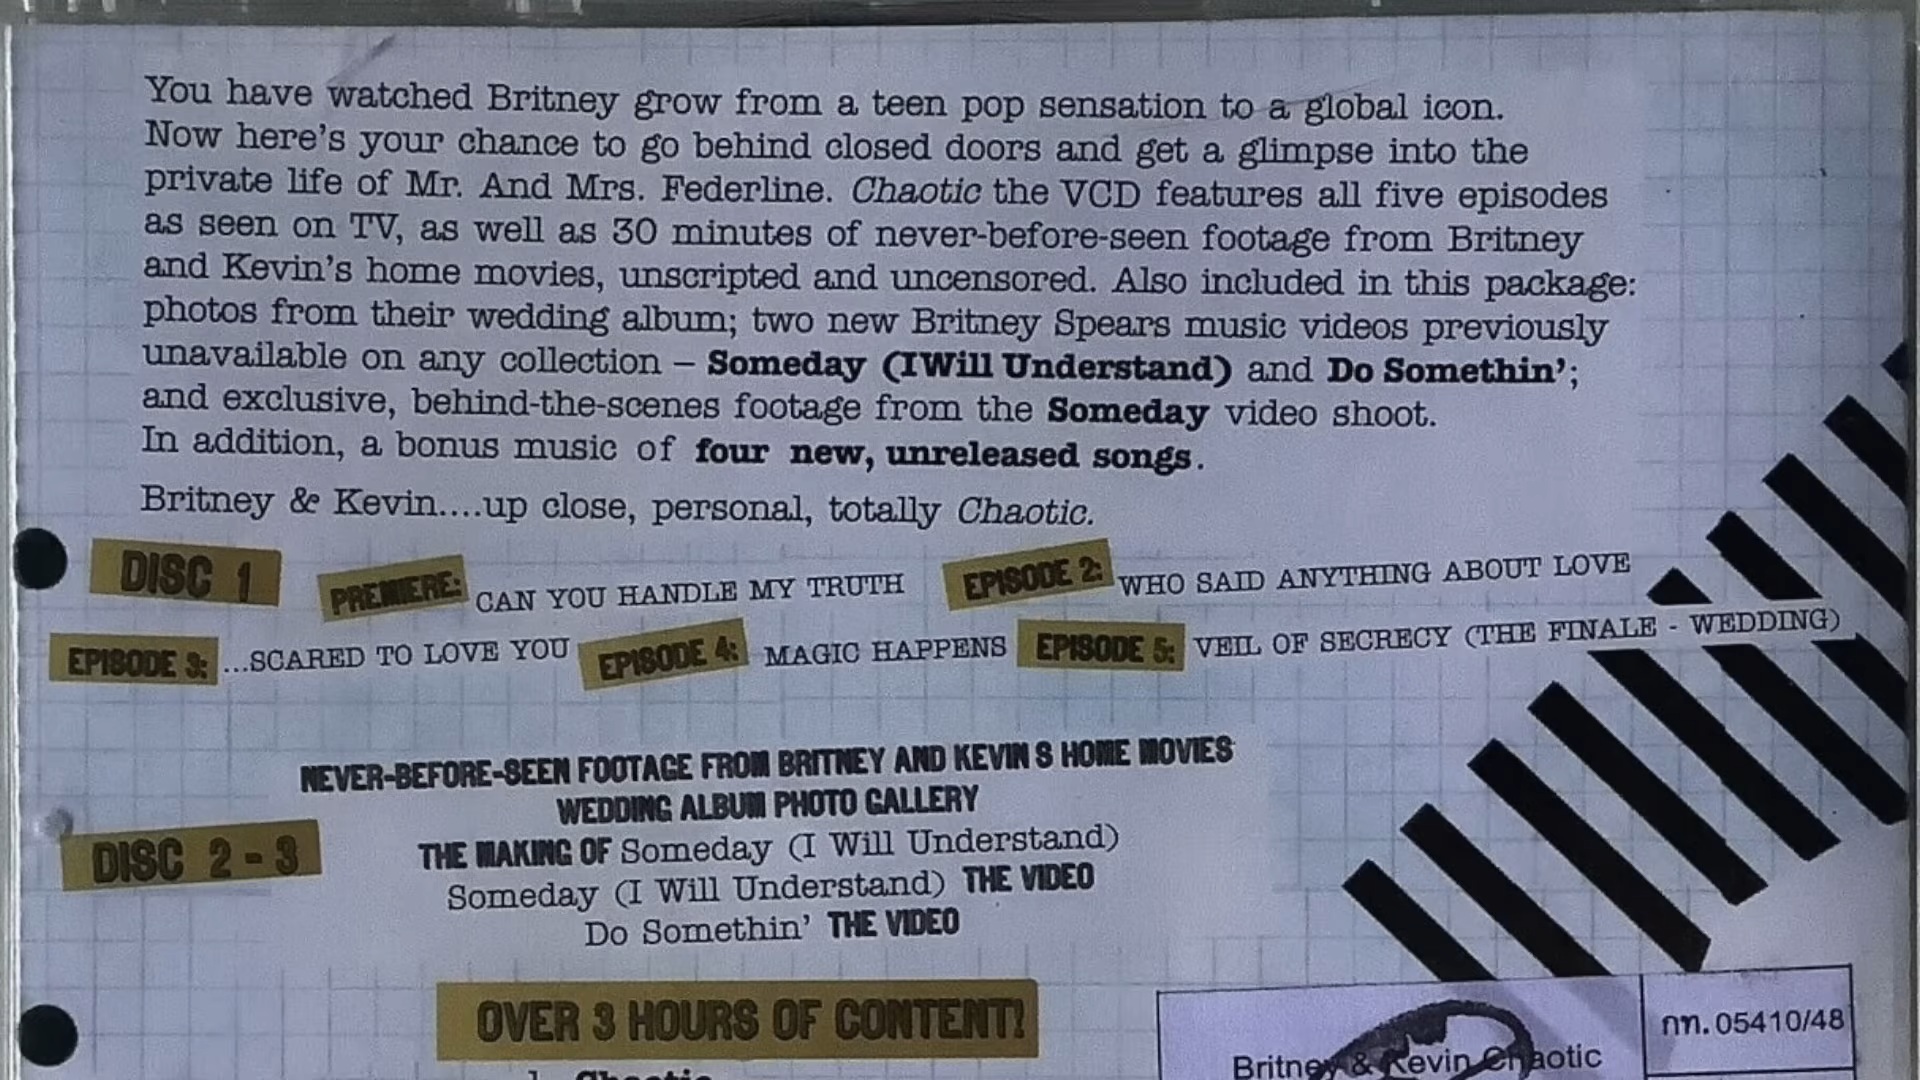 You have watched Britney grow from a teen pop sensation to a global icon.
Now here's your chance to go behind closed doors and get a glimpse into the
private life of Mr. And Mrs. Federline. Chaotic the VCD features all five episodes
as seen on TV, as well as 30 minutes of never-before-seen footage from Britney
and Kevin's home movies, unscripted and uncensored. Also included in this package:
photos from their wedding album; two new Britney Spears music videos previously
unavailable on any collection – Someday (I Will Understand) and Do Somethin';
and exclusive, behind-the-scenes footage from the Someday video shoot.
In addition, a bonus music of four new, unreleased songs.
Britney & Kevin....up close, personal, totally Chaotic.
DISC 1 PREMIERE: CAN YOU HANDLE MY TRUTH EPISODE 2: WHO SAID ANYTHING ABOUT LOVE
EPISODE 3: ...SCARED TO LOVE YOU EPISODE 4: MAGIC HAPPENS EPISODE 5: VEIL OF SECRECY (THE FINALE - WEDDING)
NEVER-BEFORE-SEEN FOOTAGE FROM BRITNEY AND KEVIN S HOME MOVIES
WEDDING ALBUM PHOTO GALLERY
DISC 2 - 3
THE MAKING OF Someday (I Will Understand)
Someday (I Will Understand) THE VIDEO
Do Somethin' THE VIDEO
OVER 3 HOURS OF CONTENT!
1. Chaotic
Britney & Kevin Chaotic
กท. 05410/48